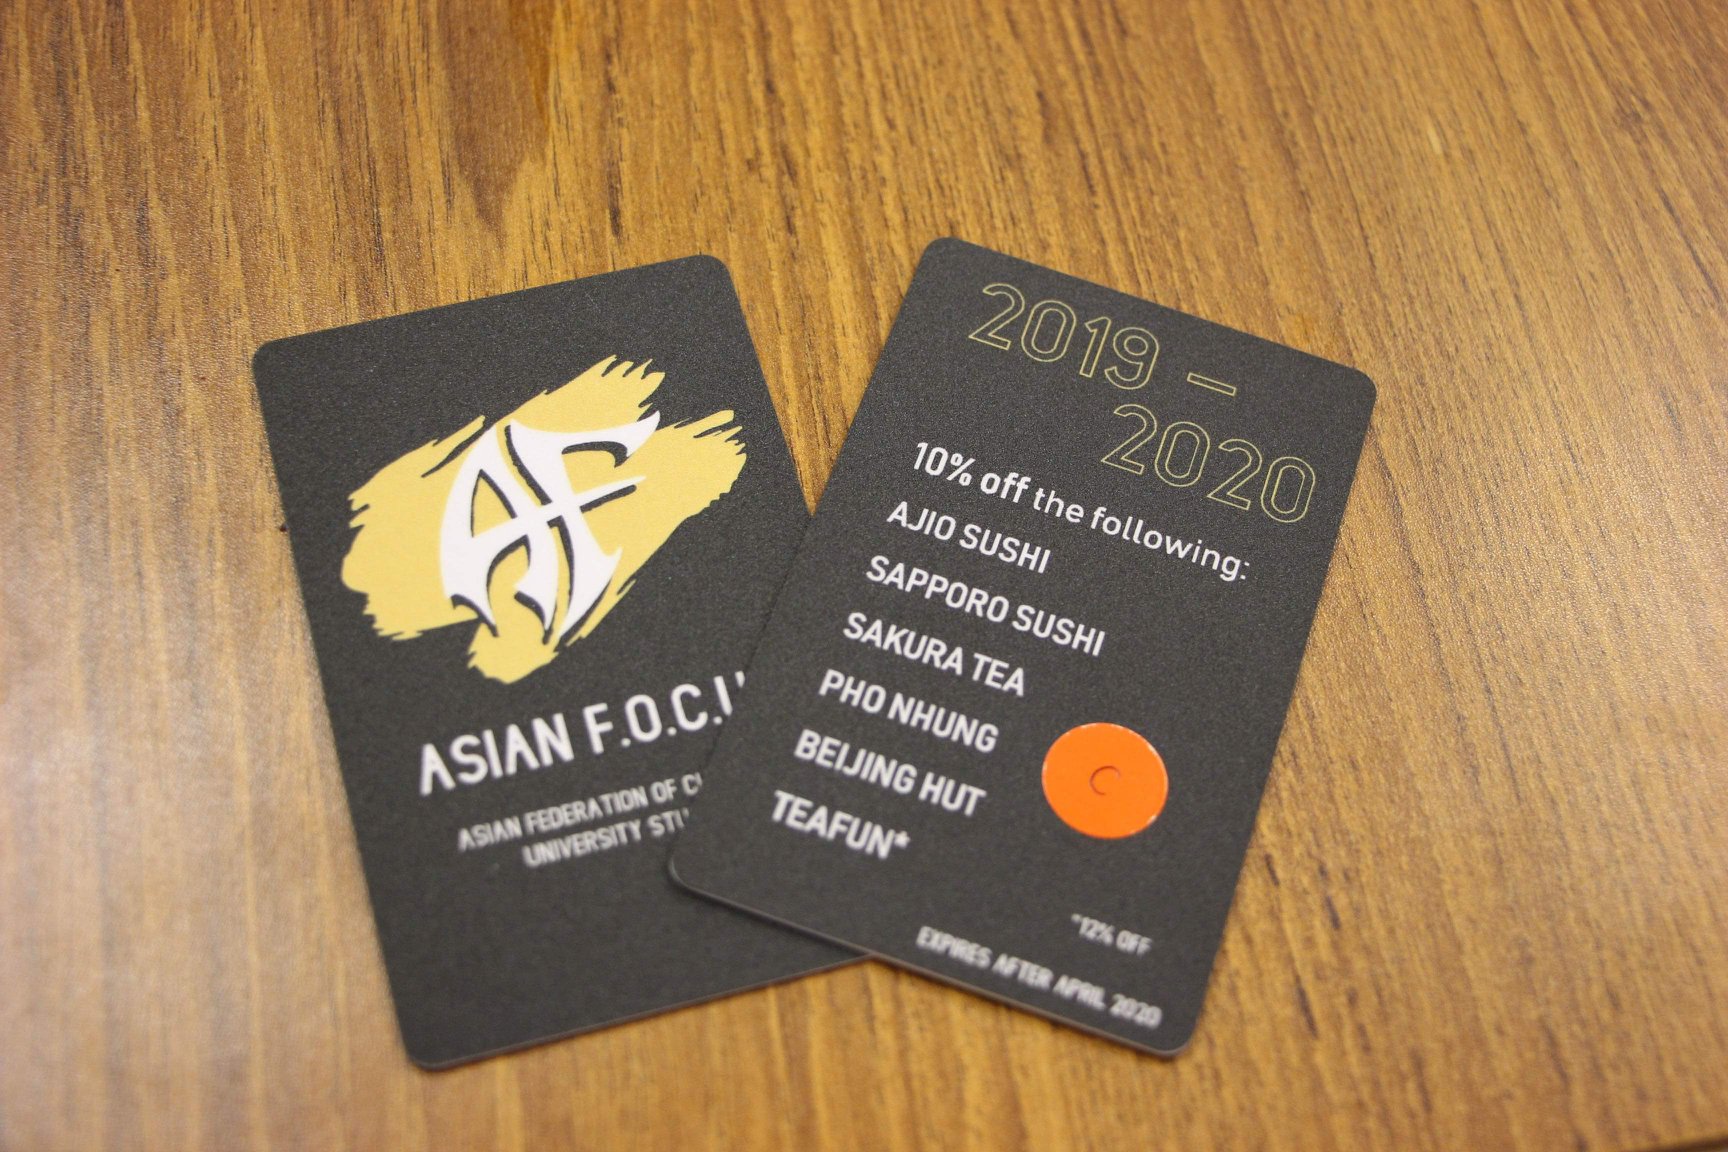 AF
ASIAN F.O.C.
ASIAN FEDERATION OF
UNIVERSITY
2019 –
2020
10% off the following:
AJIO SUSHI
SAPPORO SUSHI
SAKURA TEA
PHO NHUNG
BEIJING HUT
TEAFUN*
C
*12% OFF
EXPIRES AFTER APRIL 2020